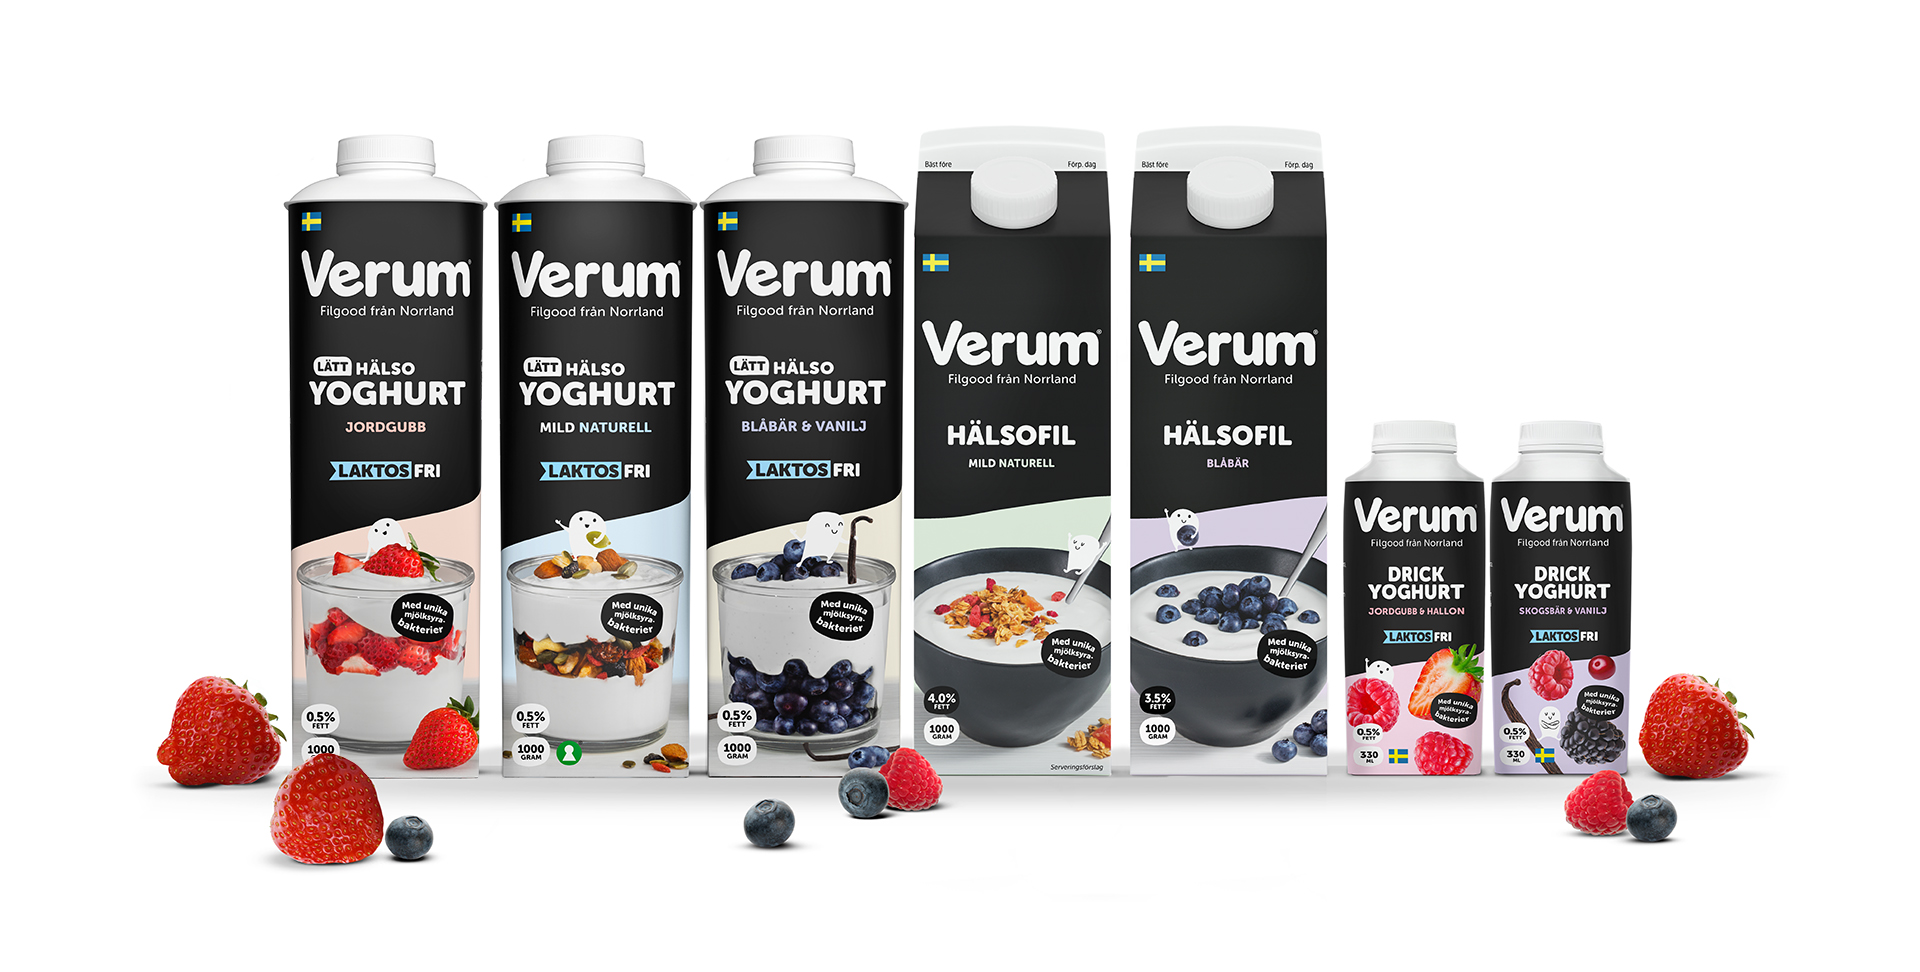 Verum®
Filgood från Norrland
LÄTT HÄLSO
YOGHURT
JORDGUBB
LAKTOSFRI
Med unika
mjölksyra-
bakterier
0.5%
FETT
1000
Verum®
Filgood från Norrland
LÄTT HÄLSO
YOGHURT
MILD NATURELL
LAKTOSFRI
Med unika
mjölksyra-
bakterier
0.5%
FETT
1000
GRAM
Verum®
Filgood från Norrland
LÄTT HÄLSO
YOGHURT
BLÅBÄR & VANILJ
LAKTOSFRI
Med unika
mjölksyra-
bakterier
0.5%
FETT
1000
GRAM
Bäst före Förp. dag
Verum®
Filgood från Norrland
HÄLSOFIL
MILD NATURELL
Med unika
mjölksyra-
bakterier
4.0%
FETT
1000
GRAM
Serveringsförslag
Bäst före Förp. dag
Verum®
Filgood från Norrland
HÄLSOFIL
BLÅBÄR
Med unika
mjölksyra-
bakterier
3.5%
FETT
1000
GRAM
Verum®
Filgood från Norrland
DRICK
YOGHURT
JORDGUBB & HALLON
LAKTOSFRI
Med unika
mjölksyra-
bakterier
0.5%
FETT
330
ML
Verum®
Filgood från Norrland
DRICK
YOGHURT
SKOGSBÄR & VANILJ
LAKTOSFRI
Med unika
mjölksyra-
bakterier
0.5%
FETT
330
ML